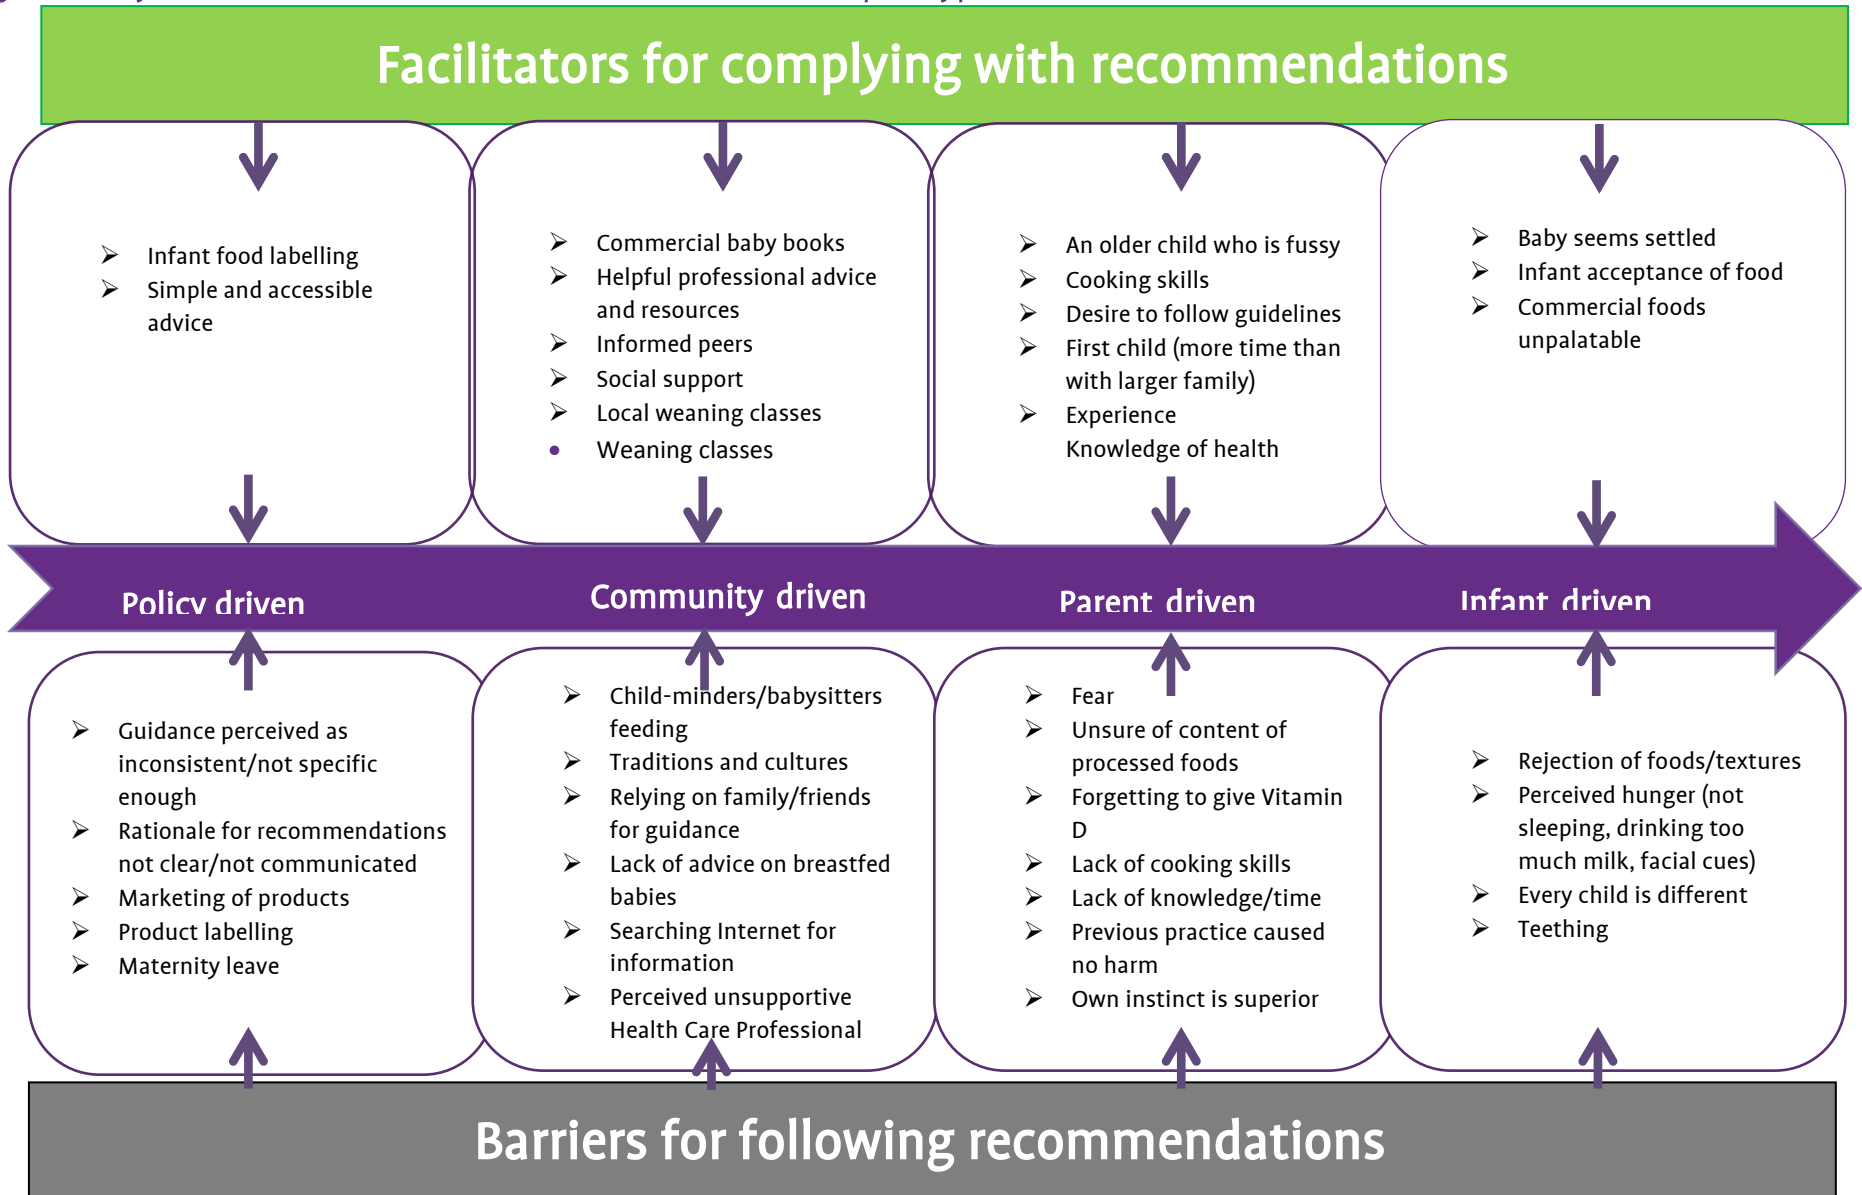 Facilitators for complying with recommendations
➢ Infant food labelling
➢ Simple and accessible
advice
➢ Commercial baby books
➢ Helpful professional advice
and resources
➢ Informed peers
➢ Social support
➢ Local weaning classes
• Weaning classes
➢ An older child who is fussy
➢ Cooking skills
➢ Desire to follow guidelines
➢ First child (more time than
with larger family)
➢ Experience
Knowledge of health
➢ Baby seems settled
➢ Infant acceptance of food
➢ Commercial foods
unpalatable
Policy driven
Community driven
Parent driven
Infant driven
➢ Guidance perceived as
inconsistent/not specific
enough
➢ Rationale for recommendations
not clear/not communicated
➢ Marketing of products
➢ Product labelling
➢ Maternity leave
➢ Child-minders/babysitters
feeding
➢ Traditions and cultures
➢ Relying on family/friends
for guidance
➢ Lack of advice on breastfed
babies
➢ Searching Internet for
information
➢ Perceived unsupportive
Health Care Professional
➢ Fear
➢ Unsure of content of
processed foods
➢ Forgetting to give Vitamin
D
➢ Lack of cooking skills
➢ Lack of knowledge/time
➢ Previous practice caused
no harm
➢ Own instinct is superior
➢ Rejection of foods/textures
➢ Perceived hunger (not
sleeping, drinking too
much milk, facial cues)
➢ Every child is different
➢ Teething
Barriers for following recommendations